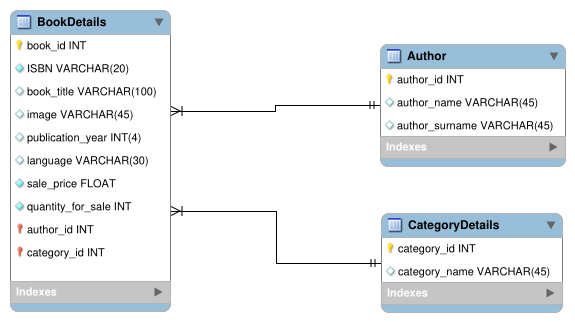 BookDetails
book_id INT
ISBN VARCHAR(20)
book_title VARCHAR(100)
image VARCHAR(45)
publication_year INT(4)
language VARCHAR(30)
sale_price FLOAT
quantity_for_sale INT
author_id INT
category_id INT
Indexes
Author
author_id INT
author_name VARCHAR(45)
author_surname VARCHAR(45)
Indexes
CategoryDetails
category_id INT
category_name VARCHAR(45)
Indexes